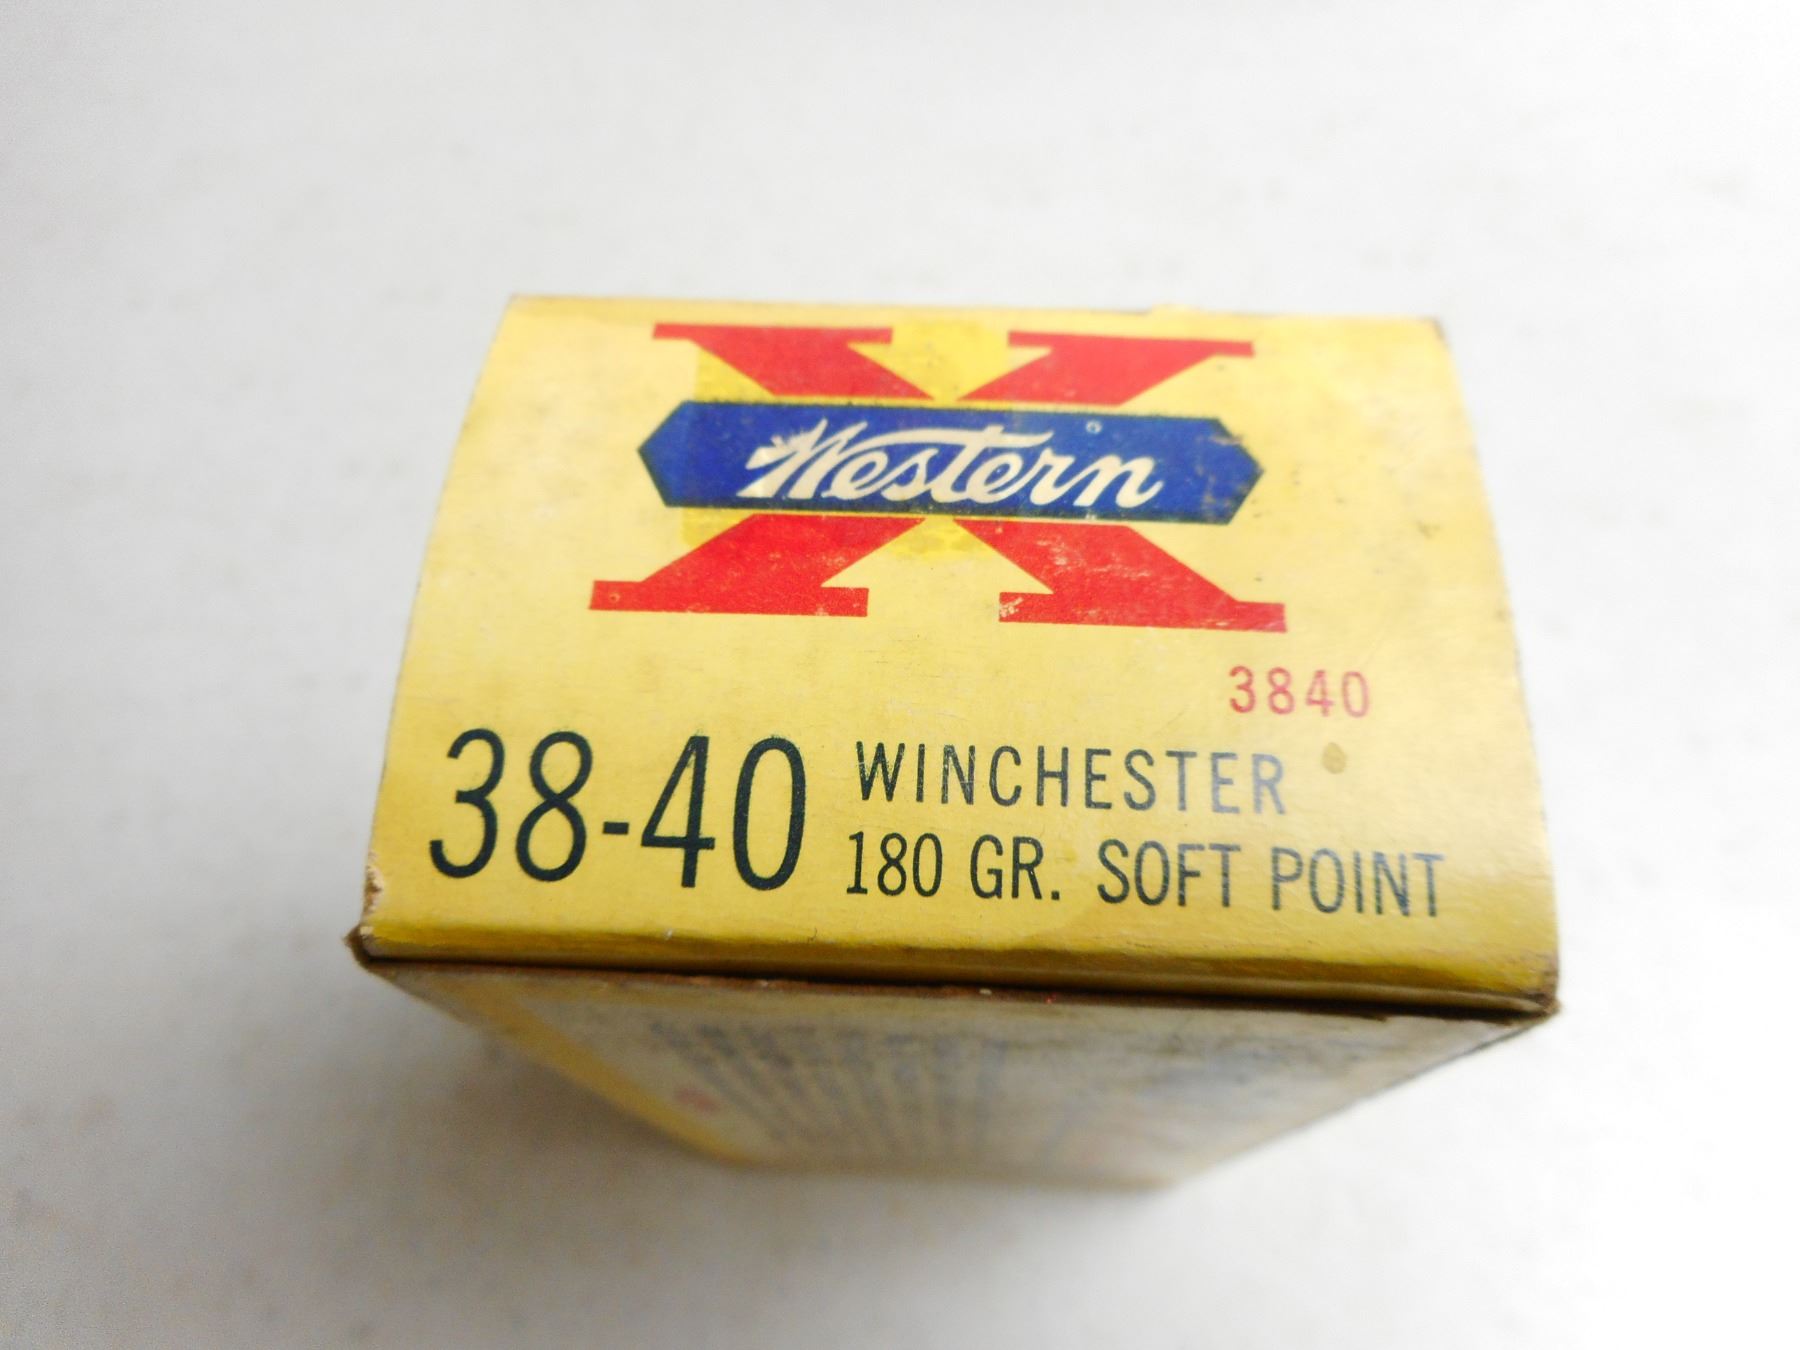 X
Western
3840
38-40 WINCHESTER
180 GR. SOFT POINT